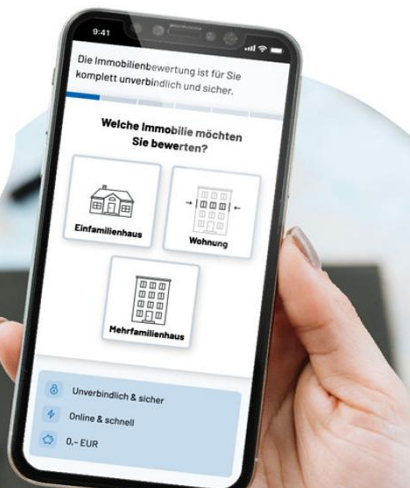 9:41
Die Immobilienbewertung ist für Sie
komplett unverbindlich und sicher.
Welche Immobilie möchten
Sie bewerten?
Einfamilienhaus
Wohnung
Mehrfamilienhaus
Unverbindlich & sicher
Online & schnell
0,- EUR